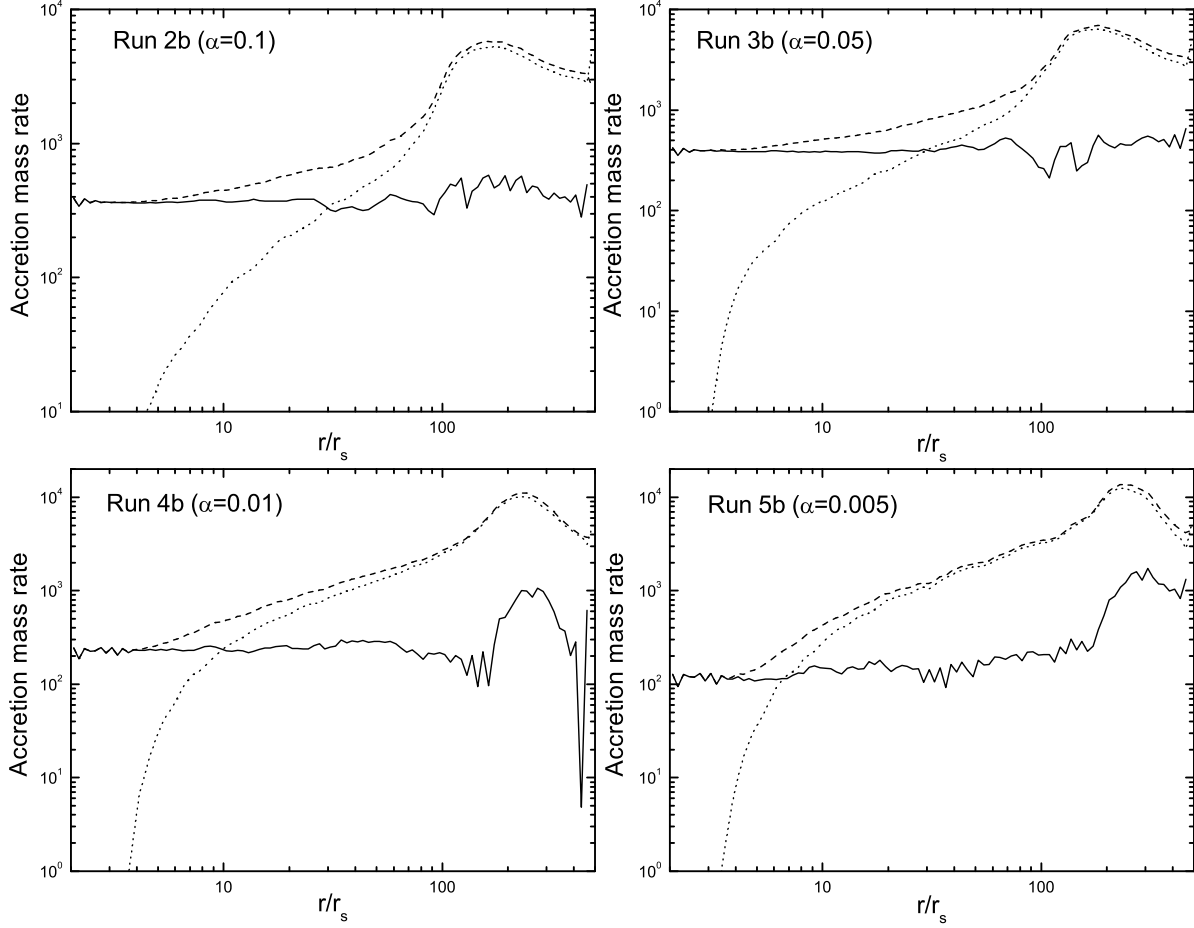 Run 2b (α=0.1)
Accretion mass rate
10⁴
10³
10²
10¹
10
100
r/rₛ
Run 3b (α=0.05)
Accretion mass rate
10⁴
10³
10²
10¹
10⁰
10
100
r/rₛ
Run 4b (α=0.01)
Accretion mass rate
10⁴
10³
10²
10¹
10⁰
10
100
r/rₛ
Run 5b (α=0.005)
Accretion mass rate
10⁴
10³
10²
10¹
10⁰
10
100
r/rₛ